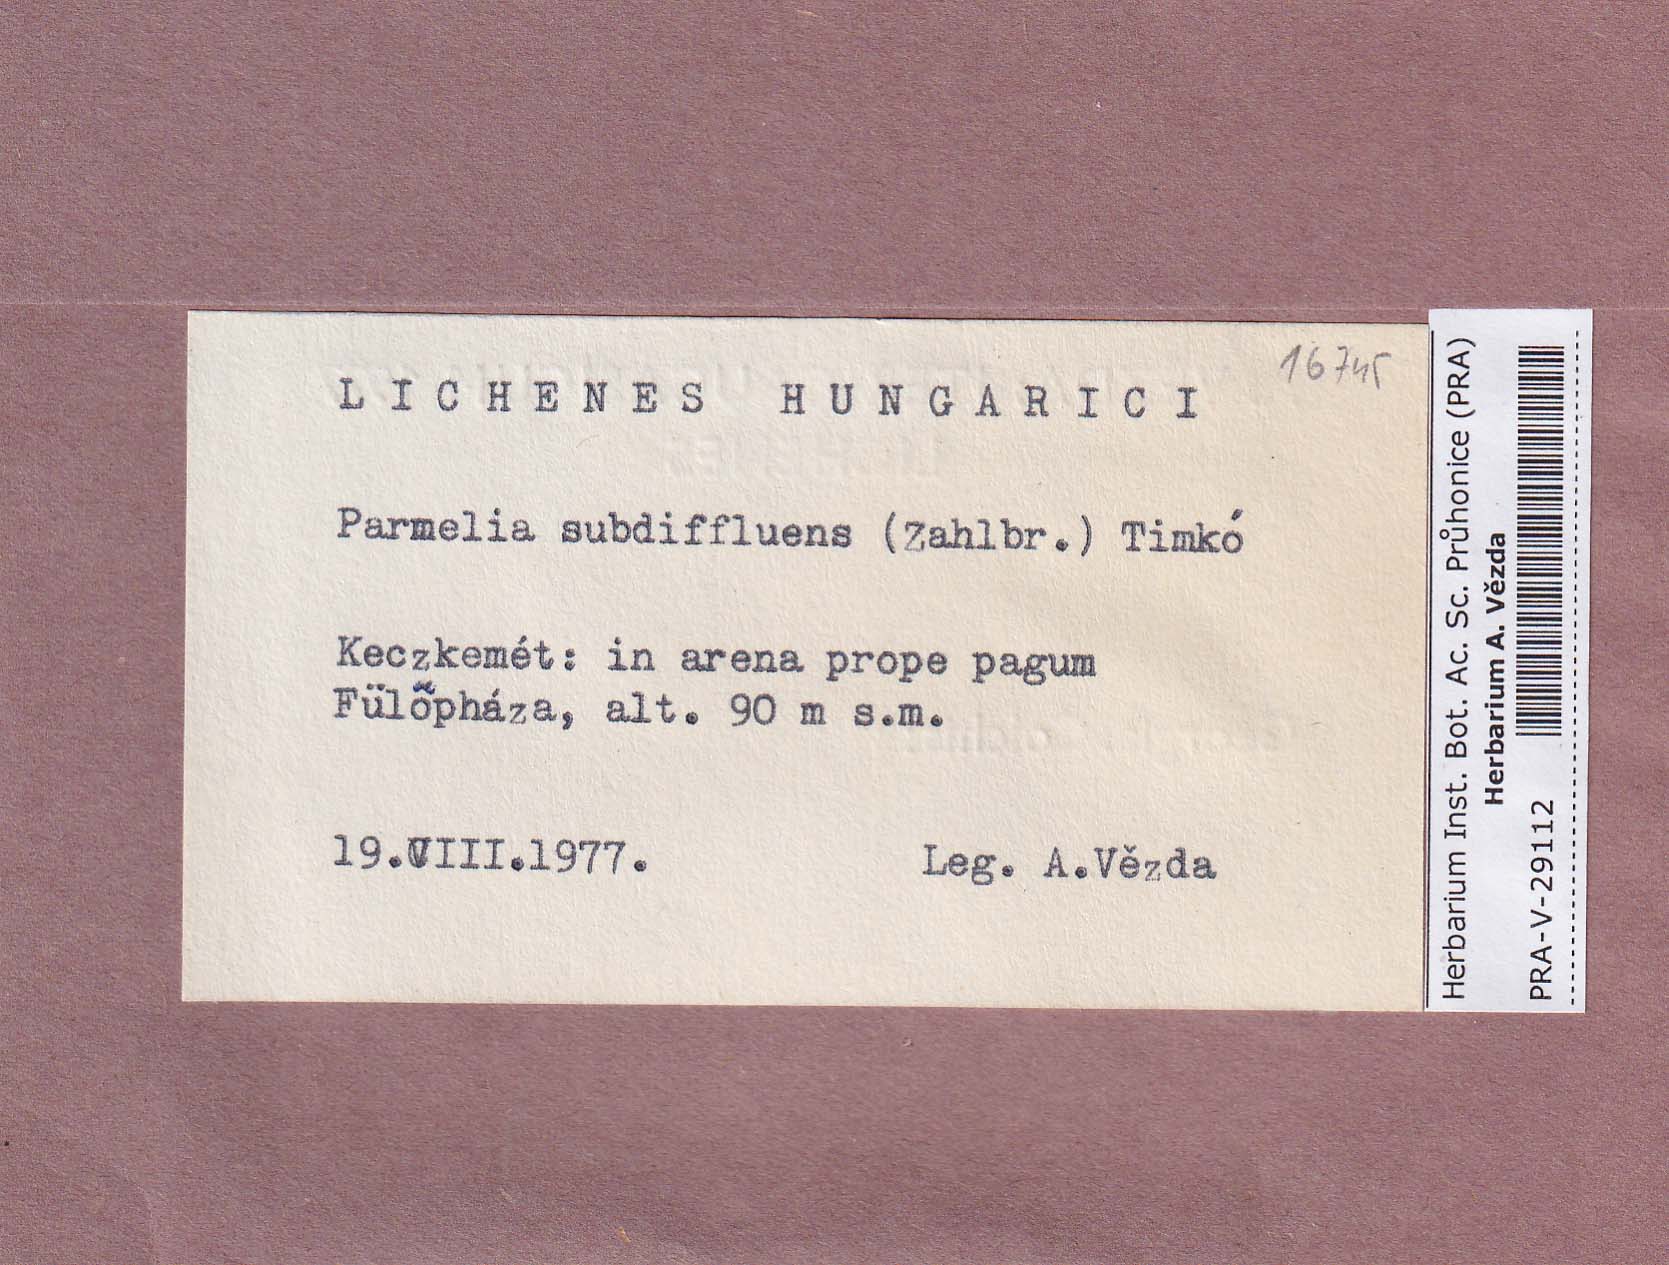 16745
LICHENES HUNGARICI
Parmelia subdiffluens (Zahlbr.) Timkó
Keczkemét: in arena prope pagum
Fülöpháza, alt. 90 m s.m.
19.VIII.1977. Leg. A.Vězda
Herbarium Inst. Bot. Ac. Sc. Průhonice (PRA)
Herbarium A. Vězda
PRA-V-29112